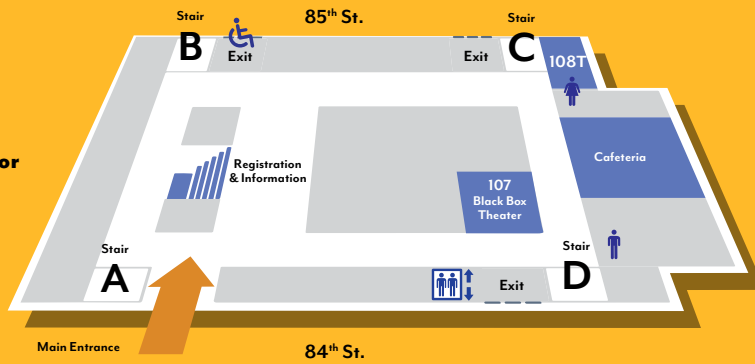 85th St.
Stair
B
Exit
Exit
Stair
C
108T
or
Registration
& Information
Cafeteria
107
Black Box
Theater
Stair
A
Exit
Stair
D
Main Entrance
84th St.